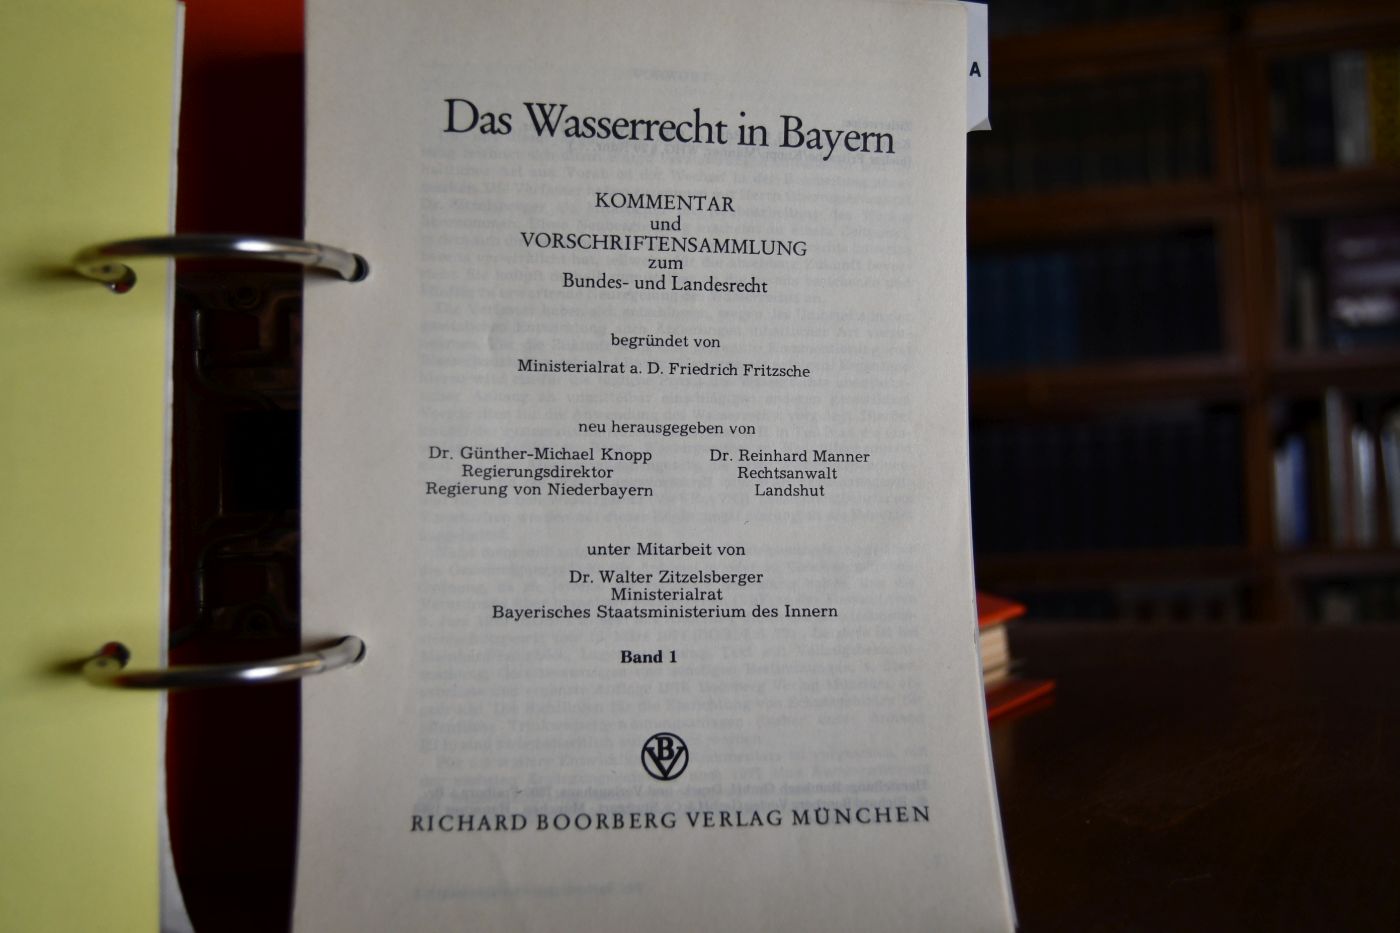 A
Das Wasserrecht in Bayern
KOMMENTAR
und
VORSCHRIFTENSAMMLUNG
zum
Bundes- und Landesrecht
begründet von
Ministerialrat a. D. Friedrich Fritzsche
neu herausgegeben von
Dr. Günther-Michael Knopp
Regierungsdirektor
Regierung von Niederbayern
Dr. Reinhard Manner
Rechtsanwalt
Landshut
unter Mitarbeit von
Dr. Walter Zitzelsberger
Ministerialrat
Bayerisches Staatsministerium des Innern
Band 1
BV
RICHARD BOORBERG VERLAG MÜNCHEN